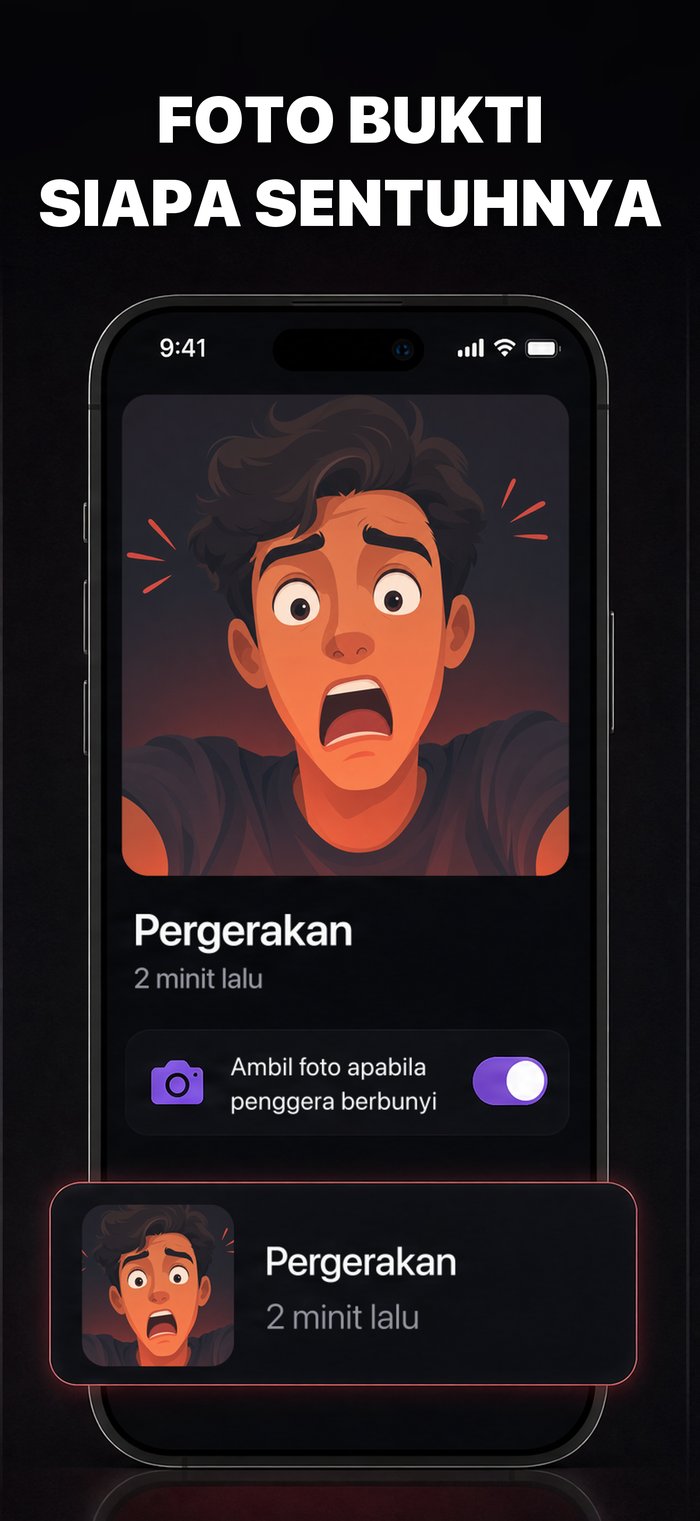 FOTO BUKTI
SIAPA SENTUHNYA
9:41
Pergerakan
2 minit lalu
Ambil foto apabila
penggera berbunyi
Pergerakan
2 minit lalu